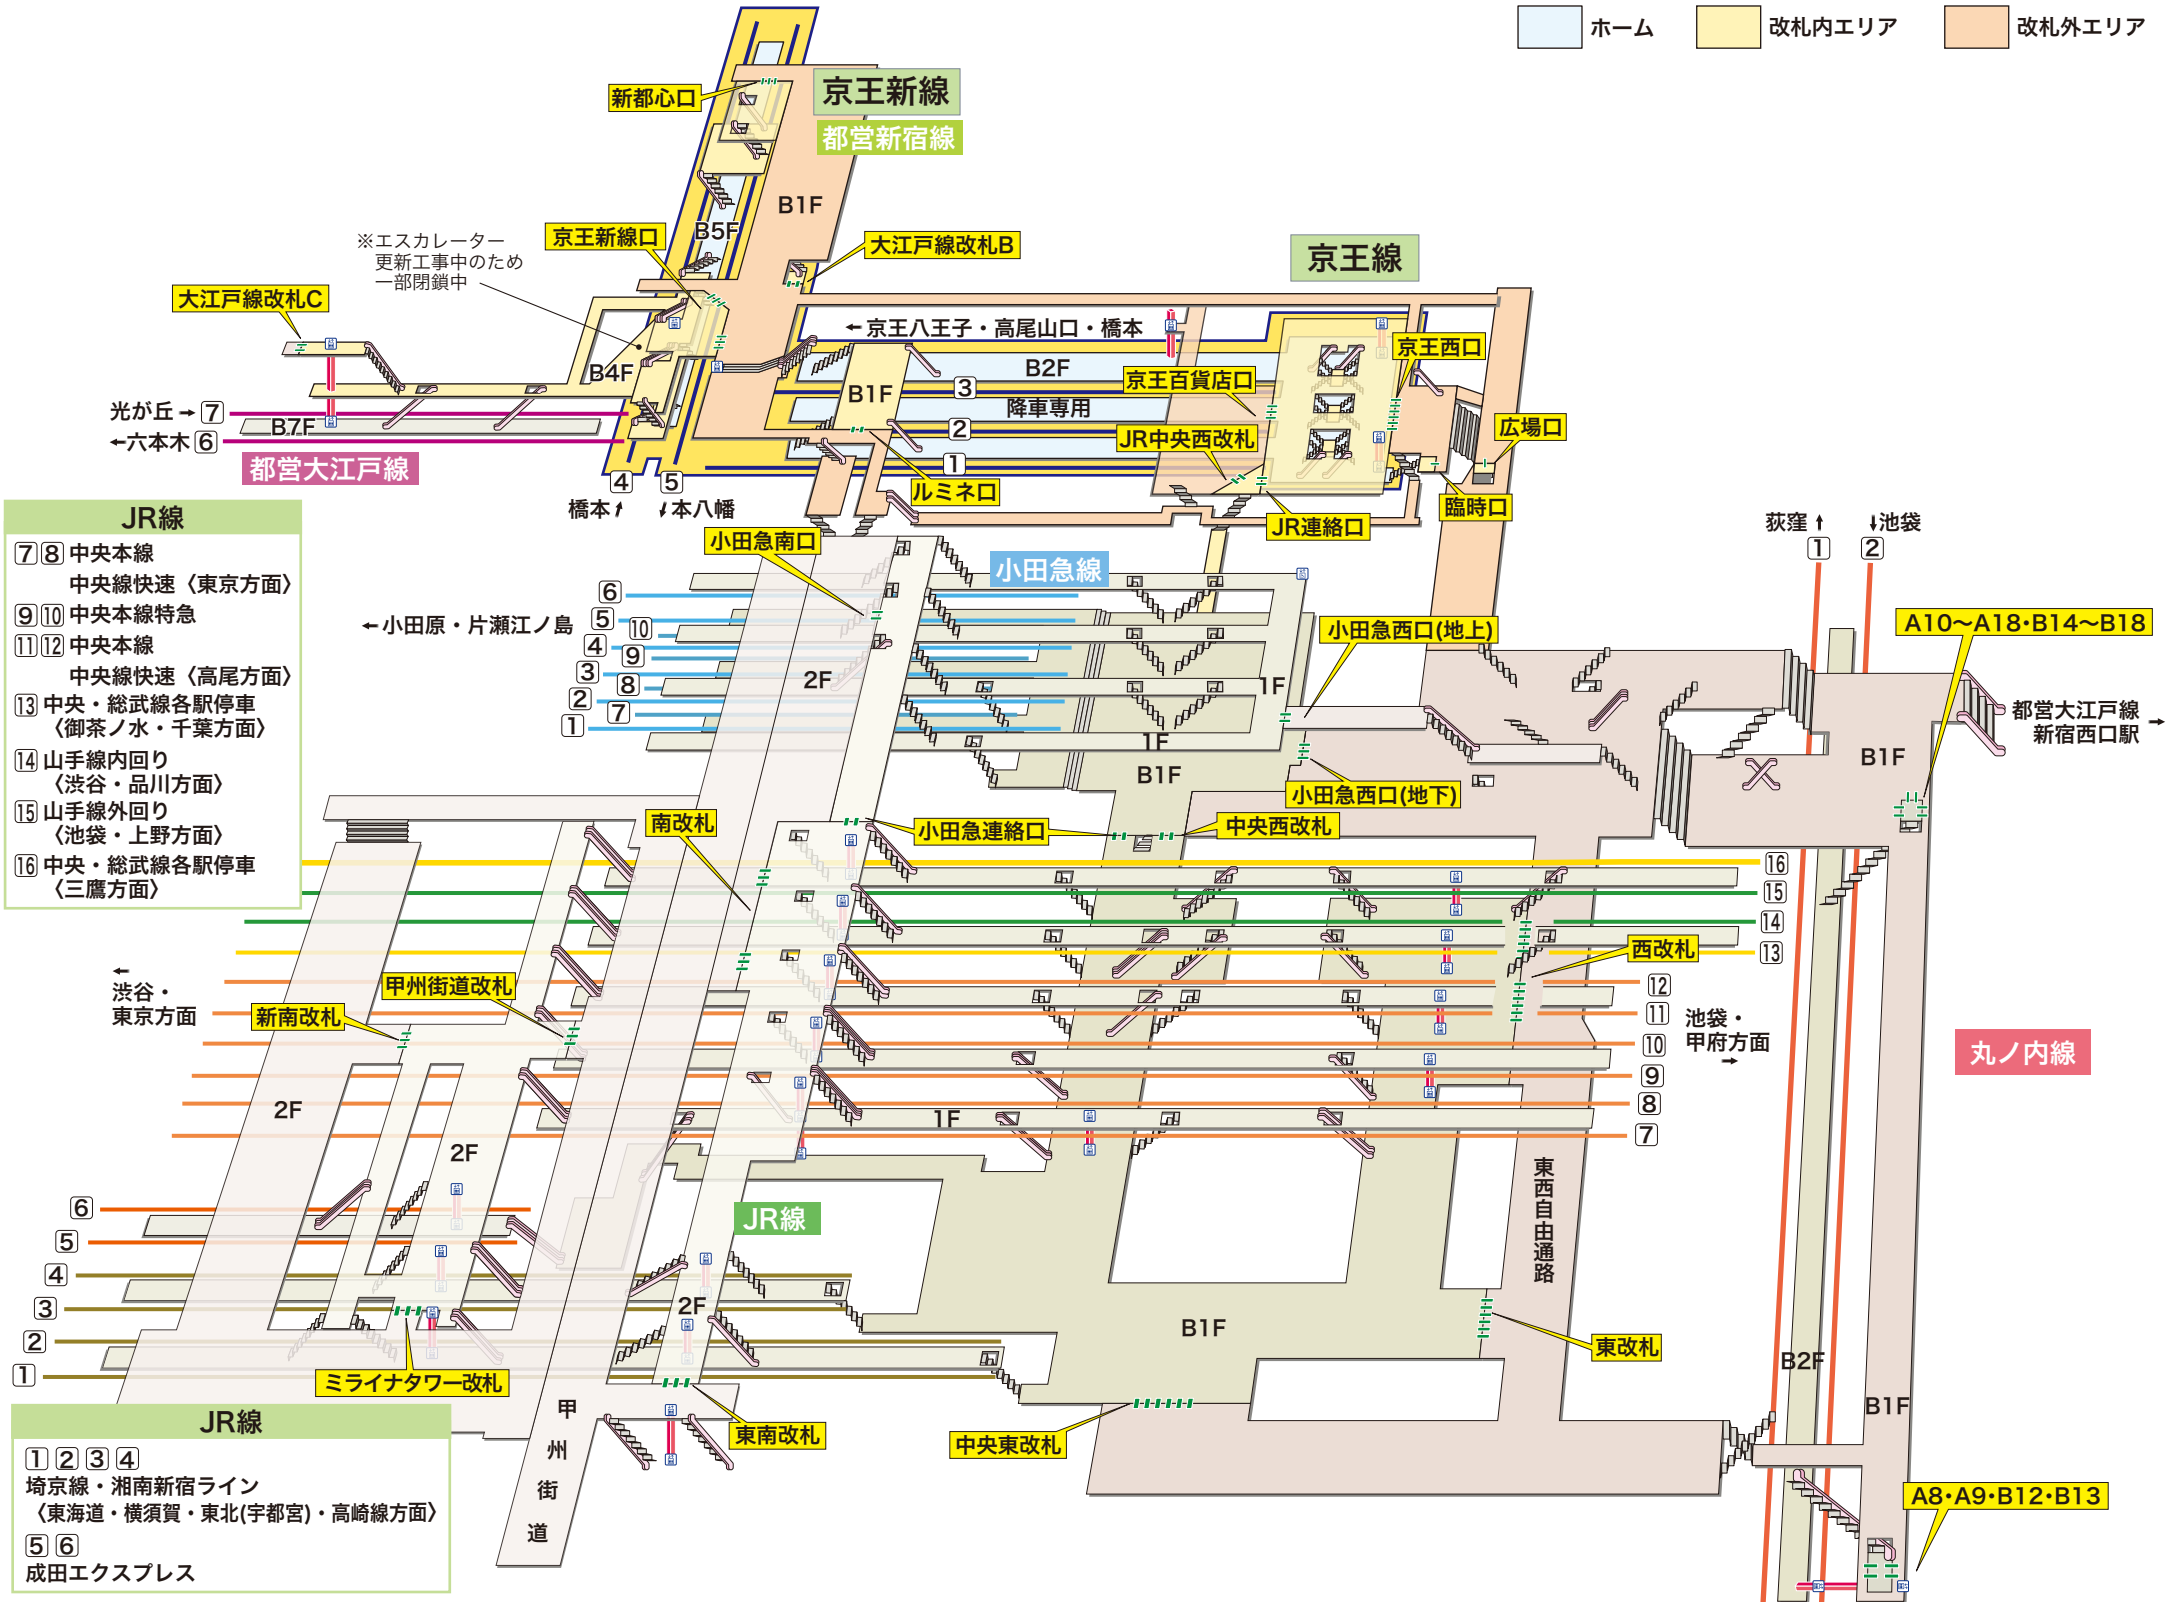 ホーム
改札内エリア
改札外エリア
京王新線
都営新宿線
新都心口
B1F
B5F
京王新線口
大江戸線改札B
京王線
※エスカレーター
更新工事中のため
一部閉鎖中
大江戸線改札C
←京王八王子・高尾山口・橋本
京王西口
B4F
B2F
京王百貨店口
3
B1F
降車専用
光が丘→7
B7F
←六本木6
2
JR中央西改札
広場口
都営大江戸線
1
4
5
橋本↑
↓本八幡
ルミネ口
臨時口
JR連絡口
荻窪↑
↓池袋
1
2
JR線
7 8 中央本線
中央線快速〈東京方面〉
9 10 中央本線特急
11 12 中央本線
中央線快速〈高尾方面〉
13 中央・総武線各駅停車
〈御茶ノ水・千葉方面〉
14 山手線内回り
〈渋谷・品川方面〉
15 山手線外回り
〈池袋・上野方面〉
16 中央・総武線各駅停車
〈三鷹方面〉
小田急南口
小田急線
←小田原・片瀬江ノ島
6
5
10
4
9
3
8
2
7
1
2F
1F
1F
B1F
小田急西口(地上)
A10〜A18・B14〜B18
都営大江戸線→
新宿西口駅
B1F
小田急西口(地下)
南改札
小田急連絡口
中央西改札
16
15
14
13
12
11
10
9
8
7
西改札
←
渋谷・
東京方面
甲州街道改札
新南改札
池袋・
甲府方面
→
丸ノ内線
2F
2F
1F
東西自由通路
6
5
4
3
2
1
JR線
2F
B1F
東改札
B2F
B1F
ミライナタワー改札
甲州街道
東南改札
中央東改札
A8・A9・B12・B13
JR線
1 2 3 4
埼京線・湘南新宿ライン
〈東海道・横須賀・東北(宇都宮)・高崎線方面〉
5 6
成田エクスプレス